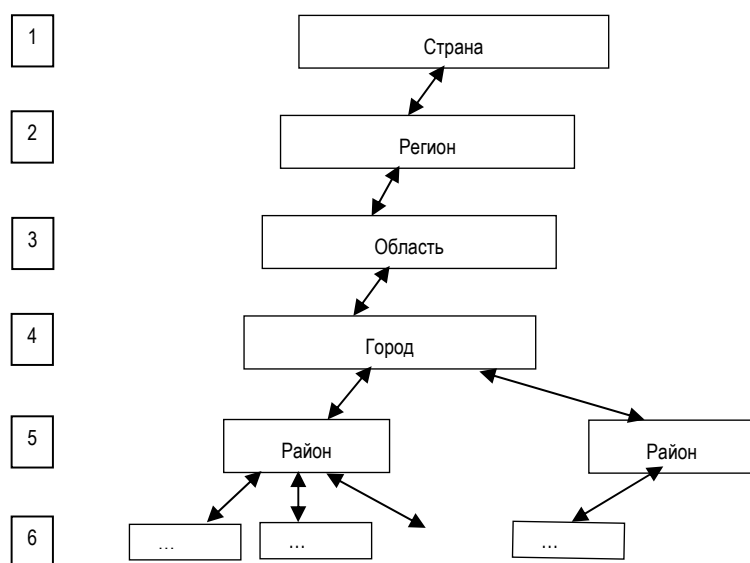 1
Страна
2
Регион
3
Область
4
Город
5
Район
Район
6
...
...
...